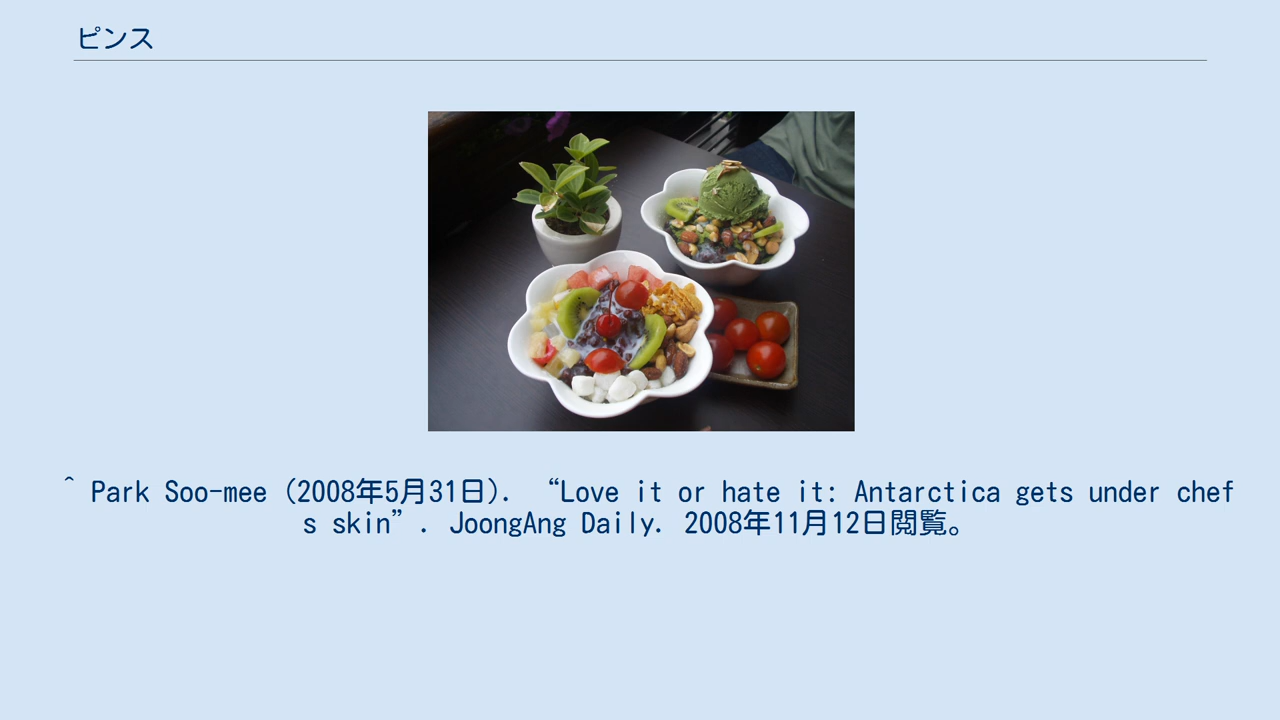 ピンス
^ Park Soo-mee (2008年5月31日). “Love it or hate it: Antarctica gets under chef
s skin”. JoongAng Daily. 2008年11月12日閲覧。